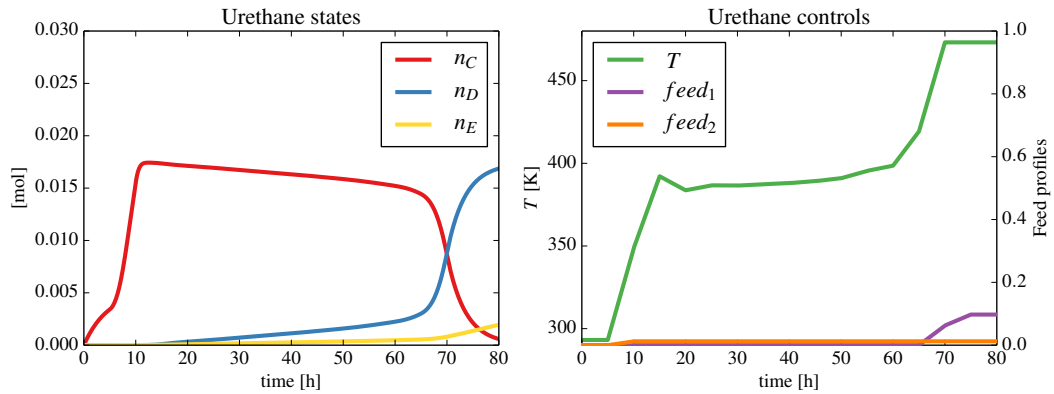 Urethane states
0.030
0.025
0.020
0.015
0.010
0.005
0.000
[mol]
n_C
n_D
n_E
0 10 20 30 40 50 60 70 80
time [h]
Urethane controls
450
400
350
300
T [K]
T
feed_1
feed_2
1.0
0.8
0.6
0.4
0.2
0.0
Feed profiles
0 10 20 30 40 50 60 70 80
time [h]